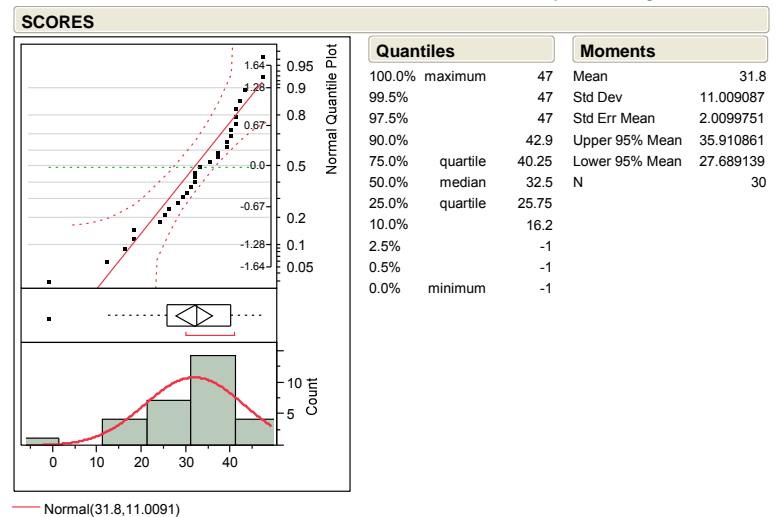 SCORES
1.64
1.28
0.67
0.0
-0.67
-1.28
-1.64
0.95
0.9
0.8
0.5
0.2
0.1
0.05
Normal Quantile Plot
10
5
Count
0 10 20 30 40
Normal(31.8,11.0091)
Quantiles
100.0% maximum 47
99.5% 47
97.5% 47
90.0% 42.9
75.0% quartile 40.25
50.0% median 32.5
25.0% quartile 25.75
10.0% 16.2
2.5% -1
0.5% -1
0.0% minimum -1
Moments
Mean 31.8
Std Dev 11.009087
Std Err Mean 2.0099751
Upper 95% Mean 35.910861
Lower 95% Mean 27.689139
N 30